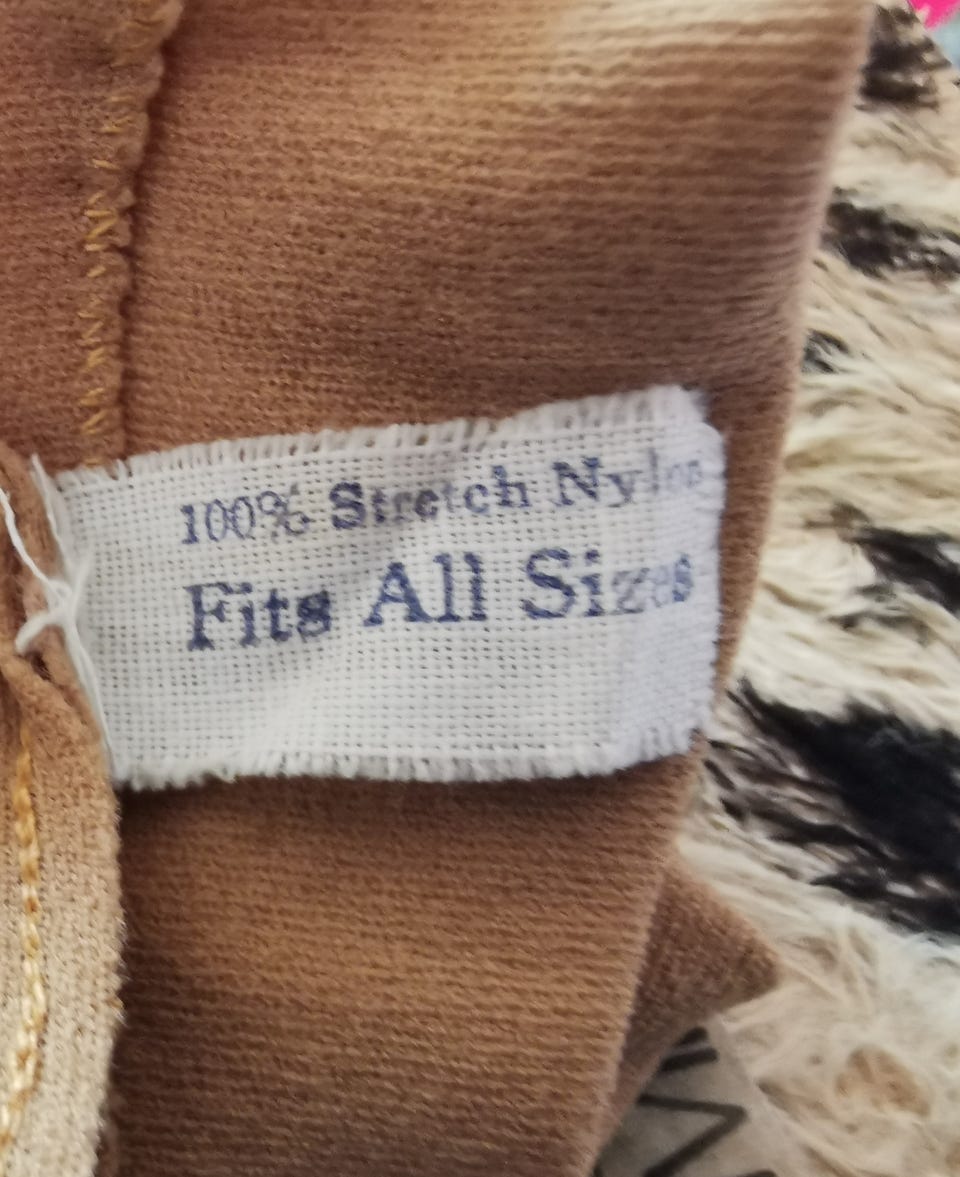 100% Stretch Nylon
Fits All Sizes